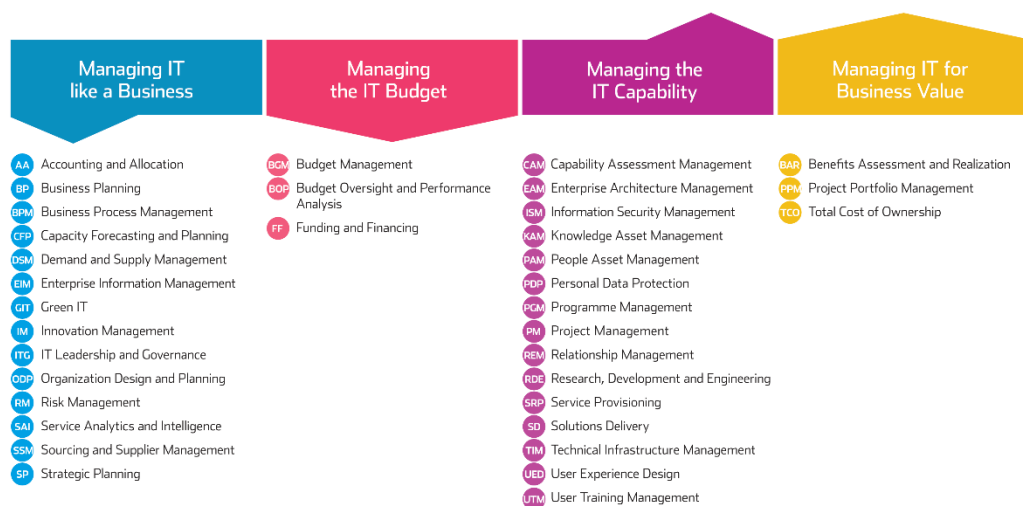 Managing IT
like a Business
AA Accounting and Allocation
BP Business Planning
BPM Business Process Management
CFP Capacity Forecasting and Planning
DSM Demand and Supply Management
EIM Enterprise Information Management
GIT Green IT
IM Innovation Management
ITG IT Leadership and Governance
ODP Organization Design and Planning
RM Risk Management
SAI Service Analytics and Intelligence
SSM Sourcing and Supplier Management
SP Strategic Planning
Managing
the IT Budget
BGM Budget Management
BOP Budget Oversight and Performance
Analysis
FF Funding and Financing
Managing the
IT Capability
CAM Capability Assessment Management
EAM Enterprise Architecture Management
ISM Information Security Management
KAM Knowledge Asset Management
PAM People Asset Management
PDP Personal Data Protection
PGM Programme Management
PM Project Management
REM Relationship Management
RDE Research, Development and Engineering
SRP Service Provisioning
SD Solutions Delivery
TIM Technical Infrastructure Management
UED User Experience Design
UTM User Training Management
Managing IT for
Business Value
BAR Benefits Assessment and Realization
PPM Project Portfolio Management
TCO Total Cost of Ownership